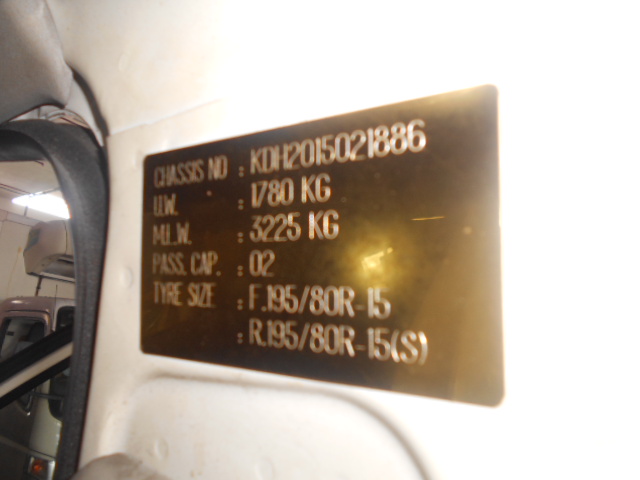 CHASSIS NO : KDH2015021886
U.W. : 1780 KG
M.L.W. : 3225 KG
PASS. CAP. : 02
TYRE SIZE : F.195/80R-15
: R.195/80R-15(S)